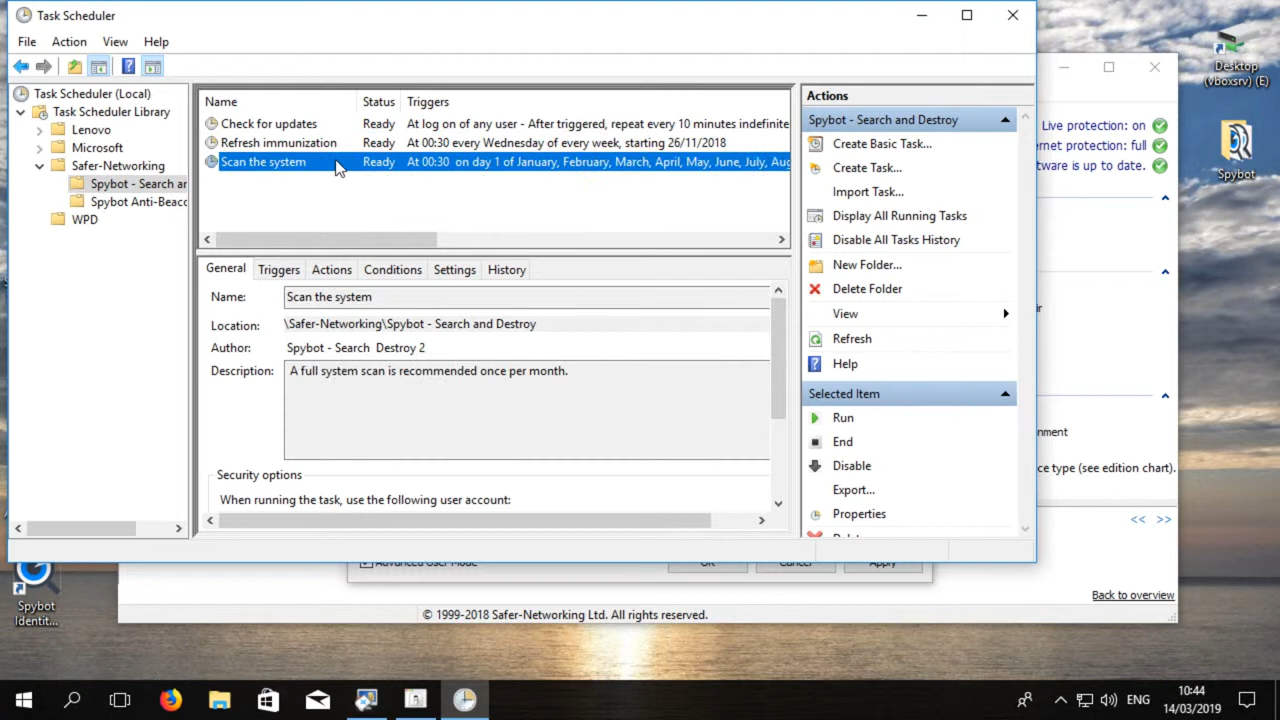 Task Scheduler
File Action View Help
Task Scheduler (Local)
Task Scheduler Library
Lenovo
Microsoft
Safer-Networking
Spybot - Search ar
Spybot Anti-Beac
WPD
Name Status Triggers
Check for updates Ready At log on of any user - After triggered, repeat every 10 minutes indefinite
Refresh immunization Ready At 00:30 every Wednesday of every week, starting 26/11/2018
Scan the system Ready At 00:30 on day 1 of January, February, March, April, May, June, July, Aug
General Triggers Actions Conditions Settings History
Name: Scan the system
Location: \Safer-Networking\Spybot - Search and Destroy
Author: Spybot - Search Destroy 2
Description: A full system scan is recommended once per month.
Security options
When running the task, use the following user account:
Actions
Spybot - Search and Destroy
Create Basic Task...
Create Task...
Import Task...
Display All Running Tasks
Disable All Tasks History
New Folder...
Delete Folder
View
Refresh
Help
Selected Item
Run
End
Disable
Export...
Properties
Live protection: on
ernet protection: full
tware is up to date.
ir
nment
ce type (see edition chart).
<< >>
Back to overview
Advanced User Mode OK Cancel Apply
© 1999-2018 Safer-Networking Ltd. All rights reserved.
Desktop
(vboxsrv) (E)
Spybot
Spybot
Identit...
ENG
10:44
14/03/2019